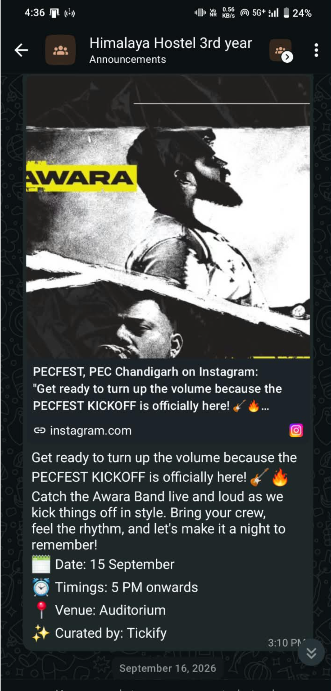 4:36 0.56 KB/s 5G+ 24%
Himalaya Hostel 3rd year
Announcements
AWARA
PECFEST, PEC Chandigarh on Instagram:
"Get ready to turn up the volume because the
PECFEST KICKOFF is officially here! 🎸🔥…
instagram.com
Get ready to turn up the volume because the
PECFEST KICKOFF is officially here! 🎸🔥
Catch the Awara Band live and loud as we
kick things off in style. Bring your crew,
feel the rhythm, and let's make it a night to
remember!
🗓️ Date: 15 September
⏰ Timings: 5 PM onwards
📍 Venue: Auditorium
✨ Curated by: Tickify
3:10 PM
September 16, 2026